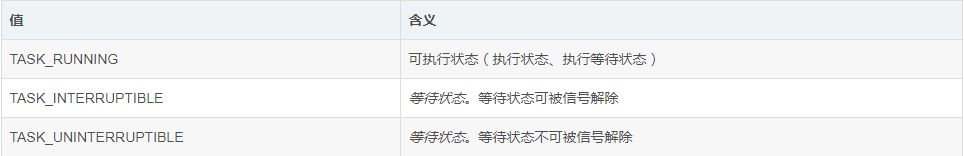 值 含义
TASK_RUNNING 可执行状态（执行状态、执行等待状态）
TASK_INTERRUPTIBLE 等待状态。等待状态可被信号解除
TASK_UNINTERRUPTIBLE 等待状态。等待状态不可被信号解除